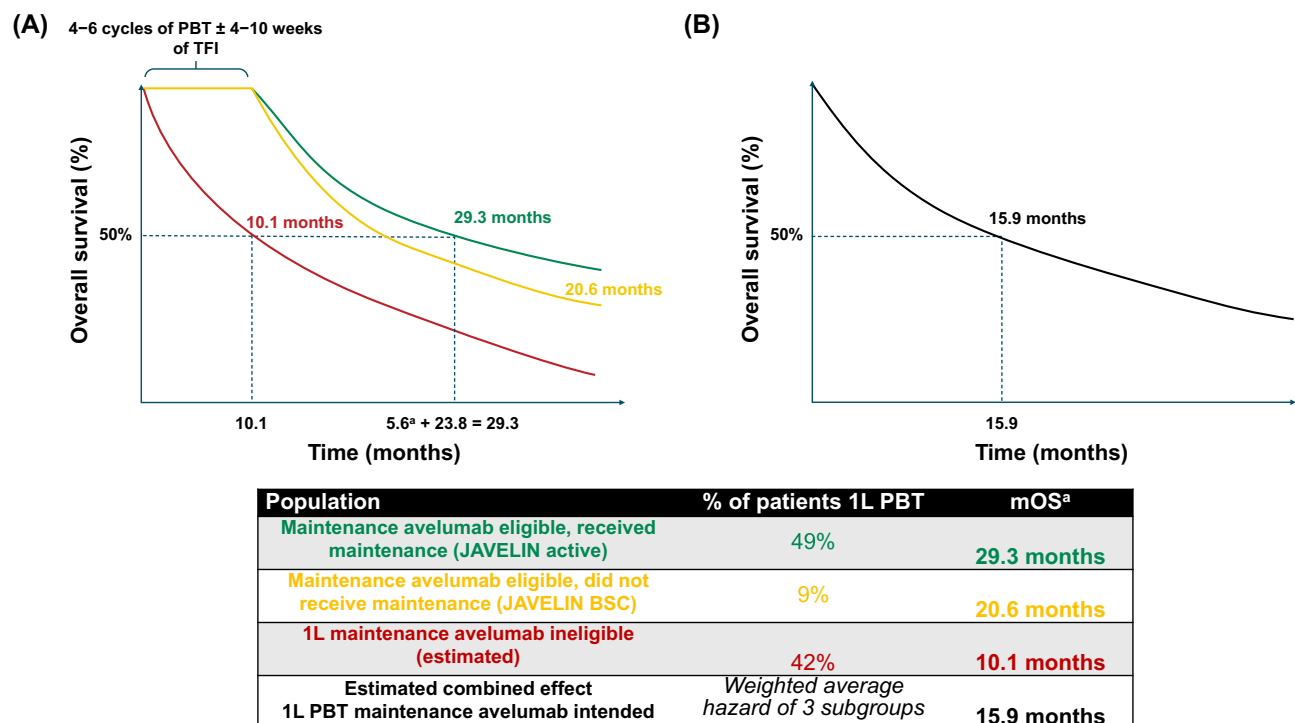 (A)
4–6 cycles of PBT ± 4–10 weeks
of TFI
Overall survival (%)
50%
10.1 months
29.3 months
20.6 months
10.1
5.6ᵃ + 23.8 = 29.3
Time (months)
(B)
Overall survival (%)
50%
15.9 months
15.9
Time (months)
Population % of patients 1L PBT mOSᵃ
Maintenance avelumab eligible, received
maintenance (JAVELIN active)
49%
29.3 months
Maintenance avelumab eligible, did not
receive maintenance (JAVELIN BSC)
9%
20.6 months
1L maintenance avelumab ineligible
(estimated)
42%
10.1 months
Estimated combined effect
1L PBT maintenance avelumab intended
Weighted average
hazard of 3 subgroups
15.9 months